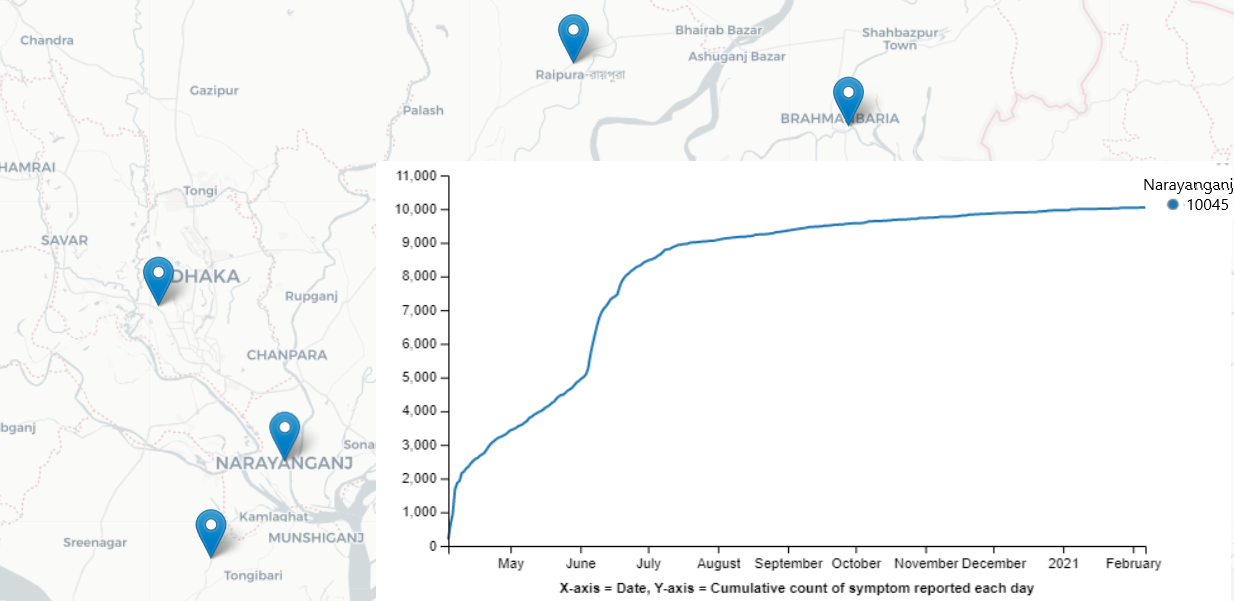 Chandra
Bhairab Bazar
Shahbazpur
Town
Ashuganj Bazar
Raipura-রায়পুরা
Gazipur
Palash
BRAHMANBARIA
HAMRAI
Tongi
SAVAR
DHAKA
Rupganj
CHANPARA
bganj
Sona
NARAYANGANJ
Kamlaghat
MUNSHIGANJ
Sreenagar
Tongibari
11,000
10,000
9,000
8,000
7,000
6,000
5,000
4,000
3,000
2,000
1,000
0
May June July August September October November December 2021 February
X-axis = Date, Y-axis = Cumulative count of symptom reported each day
Narayanganj
10045